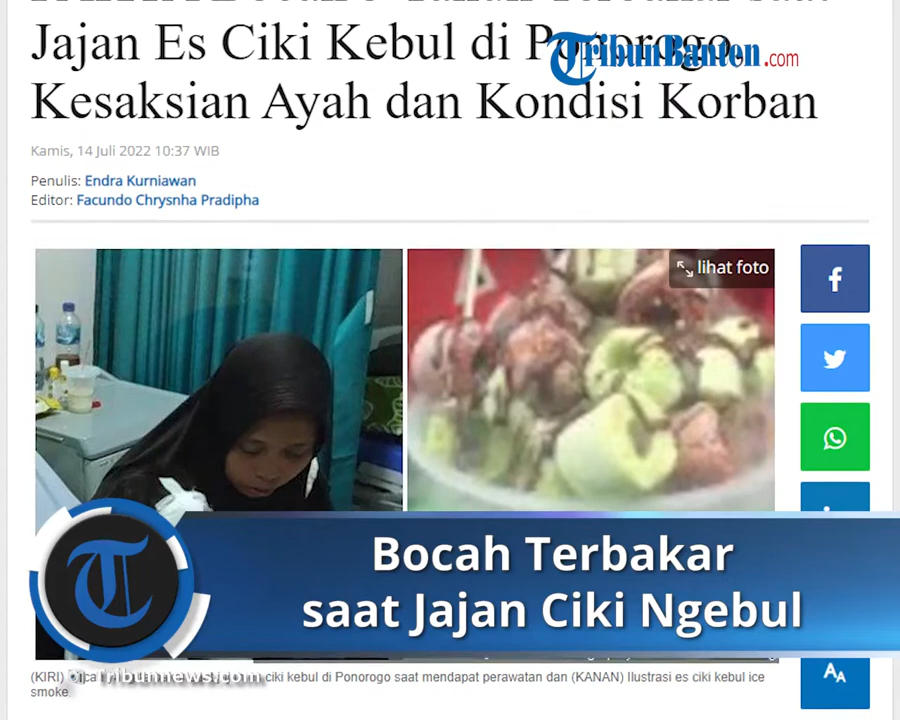 Jajan Es Ciki Kebul di Ponorogo,
TribunBanten.com
Kesaksian Ayah dan Kondisi Korban
Kamis, 14 Juli 2022 10:37 WIB
Penulis: Endra Kurniawan
Editor: Facundo Chrysnha Pradipha
lihat foto
Bocah Terbakar
saat Jajan Ciki Ngebul
Tribunnews.com
(KIRI) ciki kebul di Ponorogo saat mendapat perawatan dan (KANAN) Ilustrasi es ciki kebul ice
smoke